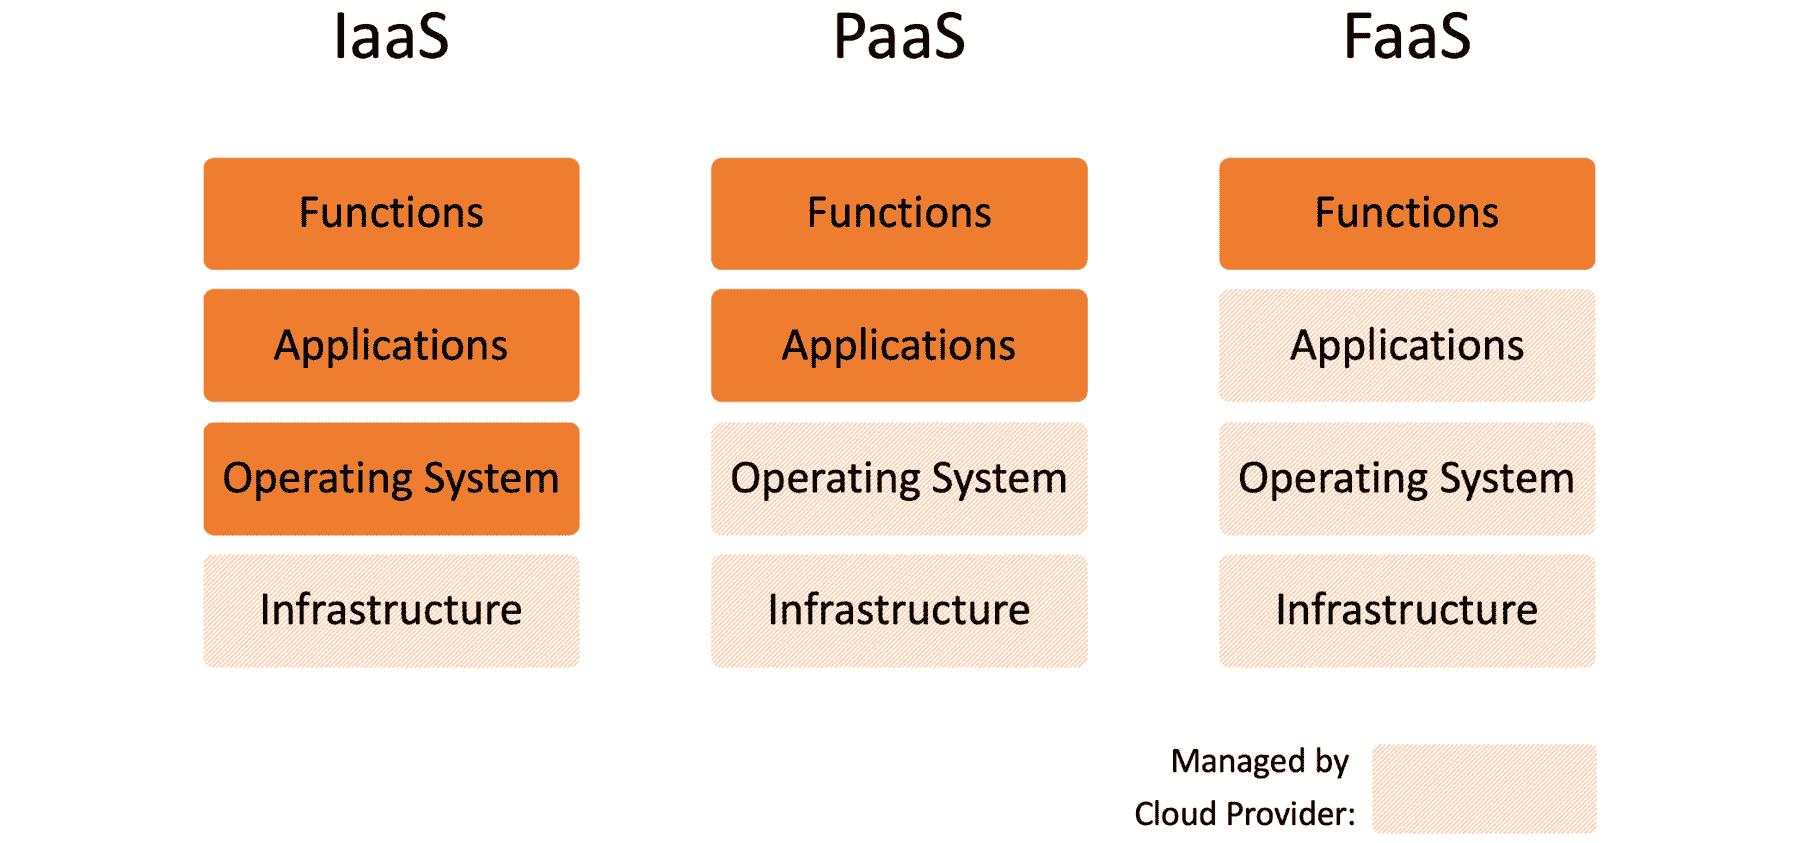 IaaS
PaaS
FaaS
Functions
Functions
Functions
Applications
Applications
Applications
Operating System
Operating System
Operating System
Infrastructure
Infrastructure
Infrastructure
Managed by
Cloud Provider: